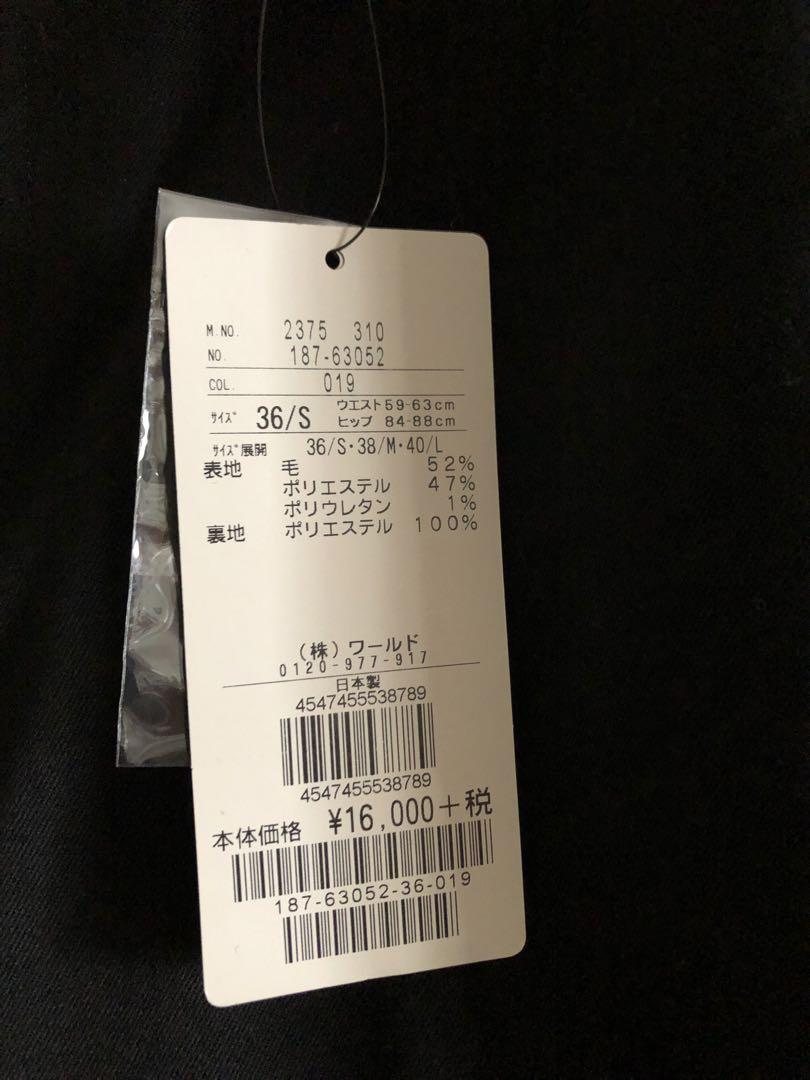 M.NO. 2375 310
NO. 187-63052
COL. 019
ｻｲｽﾞ 36/S ウエスト59-63cm
ヒップ 84-88cm
ｻｲｽﾞ展開 36/S・38/M・40/L
表地 毛 52%
ポリエステル 47%
ポリウレタン 1%
裏地 ポリエステル 100%
(株)ワールド
0120-977-917
日本製
4547455538789
4547455538789
本体価格 ¥16,000+税
187-63052-36-019